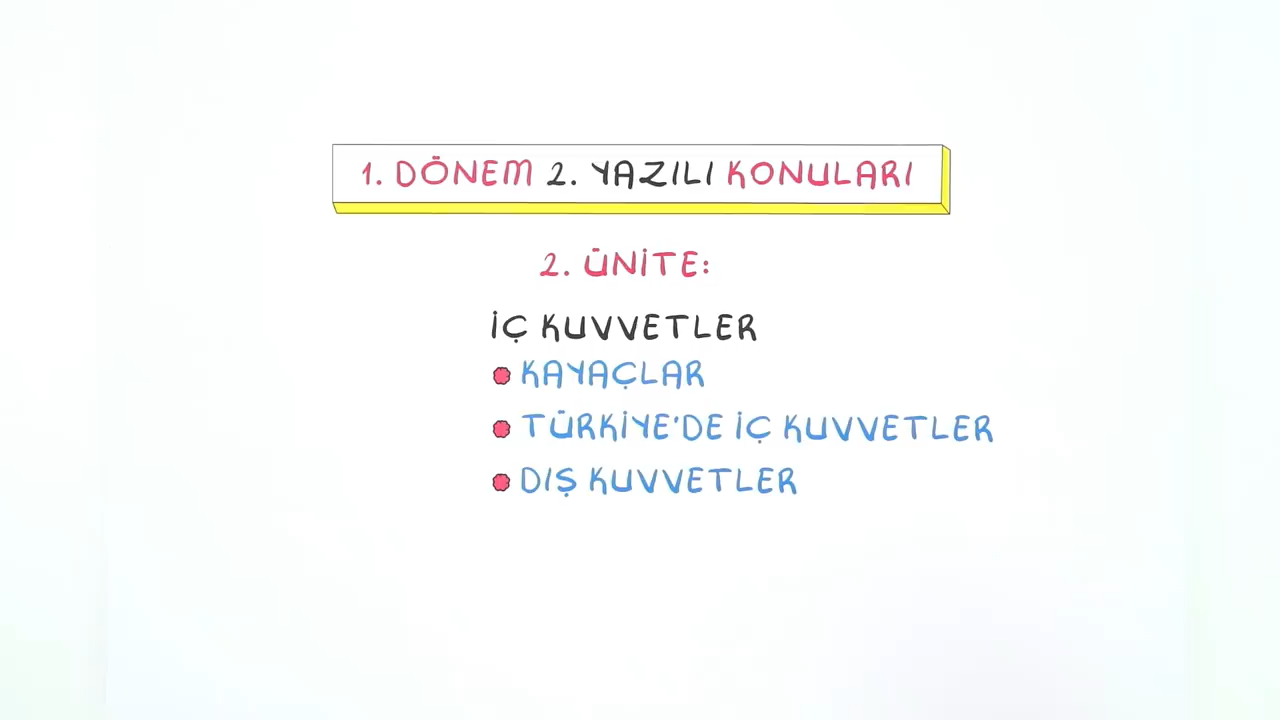 1. DÖNEM 2. YAZILI KONULARI
2. ÜNİTE:
İÇ KUVVETLER
KAYAÇLAR
TÜRKİYE'DE İÇ KUVVETLER
DIŞ KUVVETLER